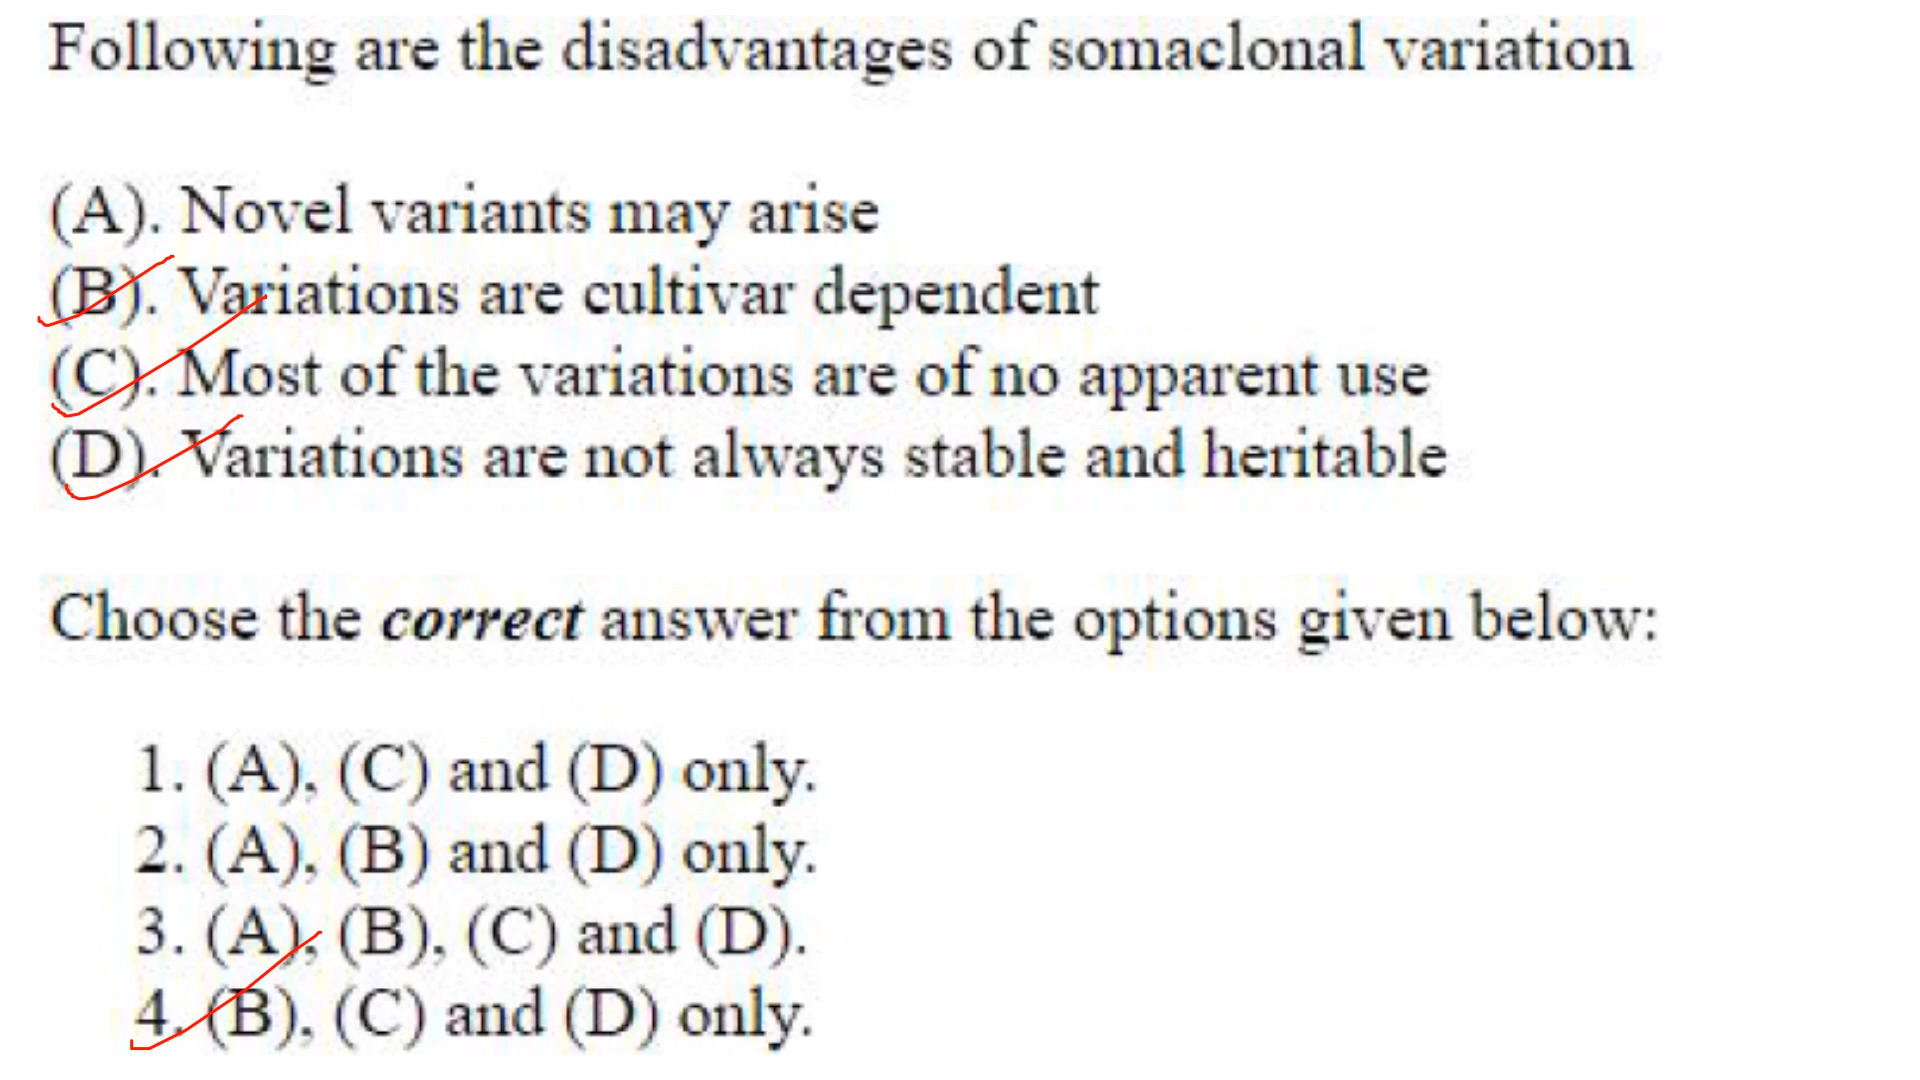 Following are the disadvantages of somaclonal variation
(A). Novel variants may arise
(B). Variations are cultivar dependent
(C). Most of the variations are of no apparent use
(D). Variations are not always stable and heritable
Choose the correct answer from the options given below:
1. (A), (C) and (D) only.
2. (A), (B) and (D) only.
3. (A), (B), (C) and (D).
4. (B), (C) and (D) only.